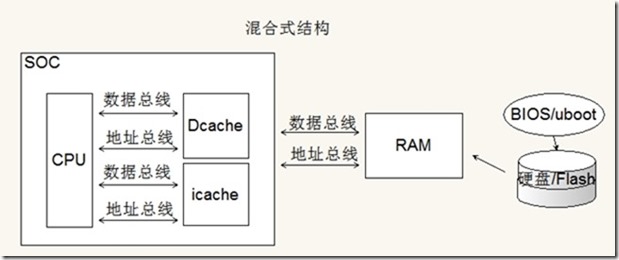 混合式结构
SOC
CPU
数据总线
地址总线
数据总线
地址总线
Dcache
icache
数据总线
地址总线
RAM
BIOS/uboot
硬盘/Flash